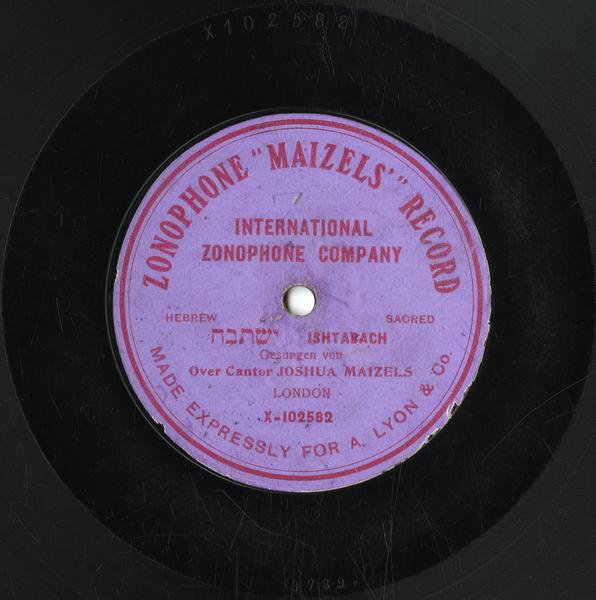 X102582
ZONOPHONE "MAIZELS'" RECORD
INTERNATIONAL
ZONOPHONE COMPANY
HEBREW SACRED
ישתבח ISHTABACH
Gesungen von
Over Cantor JOSHUA MAIZELS
LONDON
X-102582
MADE EXPRESSLY FOR A. LYON & Co.
3739